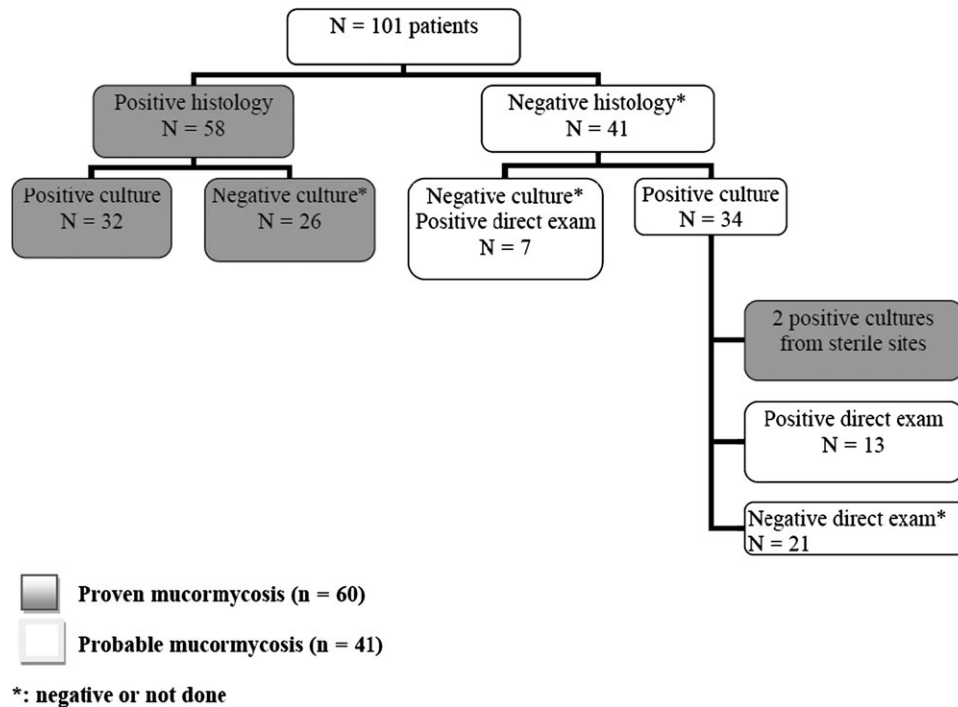 N = 101 patients
Positive histology
N = 58
Negative histology*
N = 41
Positive culture
N = 32
Negative culture*
N = 26
Negative culture*
Positive direct exam
N = 7
Positive culture
N = 34
2 positive cultures
from sterile sites
Positive direct exam
N = 13
Negative direct exam*
N = 21
Proven mucormycosis (n = 60)
Probable mucormycosis (n = 41)
*: negative or not done